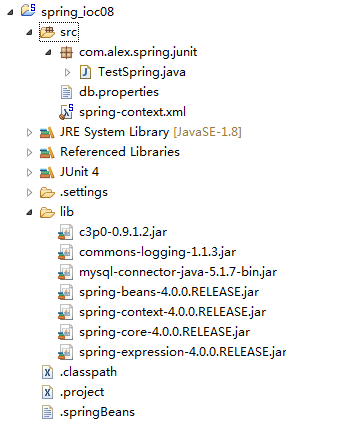 spring_ioc08
src
com.alex.spring.junit
TestSpring.java
db.properties
spring-context.xml
JRE System Library [JavaSE-1.8]
Referenced Libraries
JUnit 4
.settings
lib
c3p0-0.9.1.2.jar
commons-logging-1.1.3.jar
mysql-connector-java-5.1.7-bin.jar
spring-beans-4.0.0.RELEASE.jar
spring-context-4.0.0.RELEASE.jar
spring-core-4.0.0.RELEASE.jar
spring-expression-4.0.0.RELEASE.jar
.classpath
.project
.springBeans